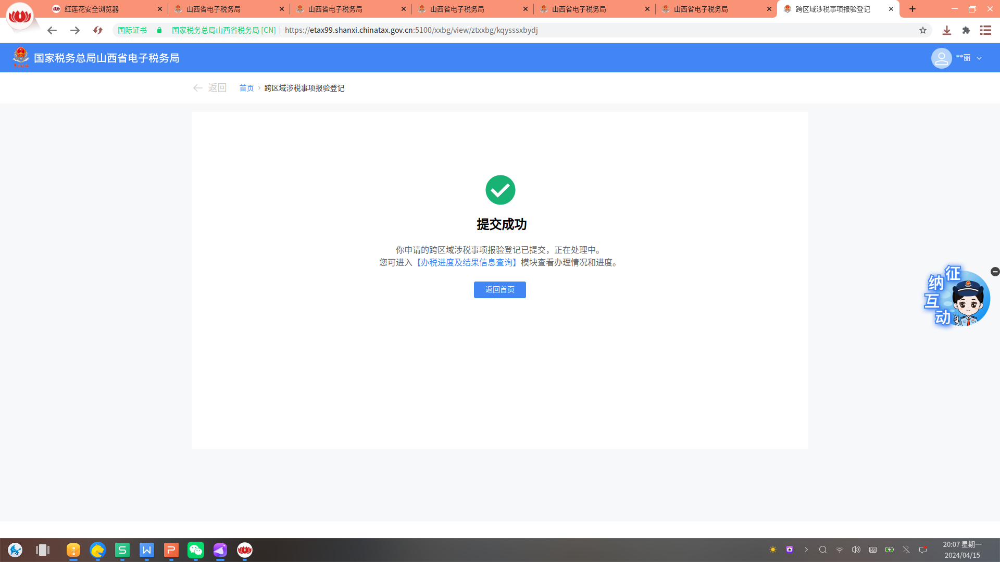 红莲花安全浏览器
山西省电子税务局
山西省电子税务局
山西省电子税务局
山西省电子税务局
山西省电子税务局
跨区域涉税事项报验登记
国际证书 国家税务总局山西省税务局 [CN] https://etax99.shanxi.chinatax.gov.cn:5100/xxbg/view/ztxxbg/kqysssxbydj
国家税务总局山西省电子税务局
**丽
返回 首页 › 跨区域涉税事项报验登记
提交成功
你申请的跨区域涉税事项报验登记已提交，正在处理中。
您可进入【办税进度及结果信息查询】模块查看办理情况和进度。
返回首页
征
纳
互
动
20:07 星期一
2024/04/15